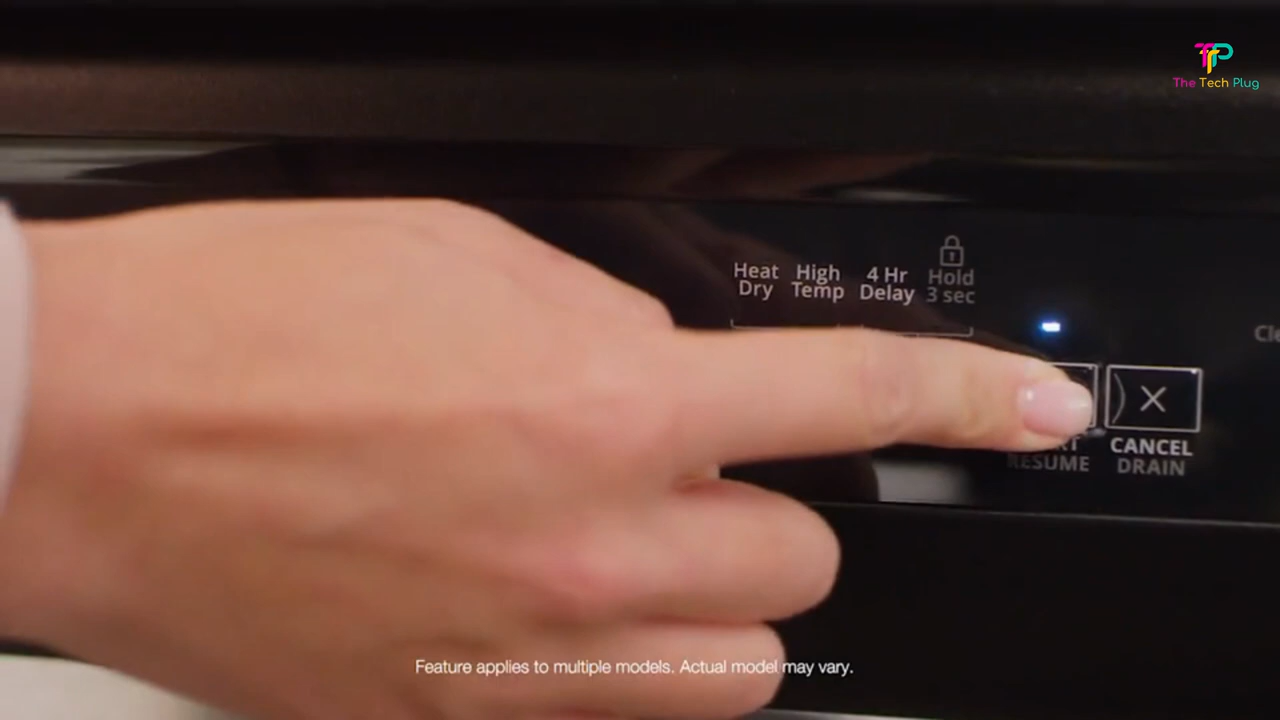 The Tech Plug
Heat Dry
High Temp
4 Hr Delay
Hold 3 sec
RESUME
CANCEL
DRAIN
Feature applies to multiple models. Actual model may vary.